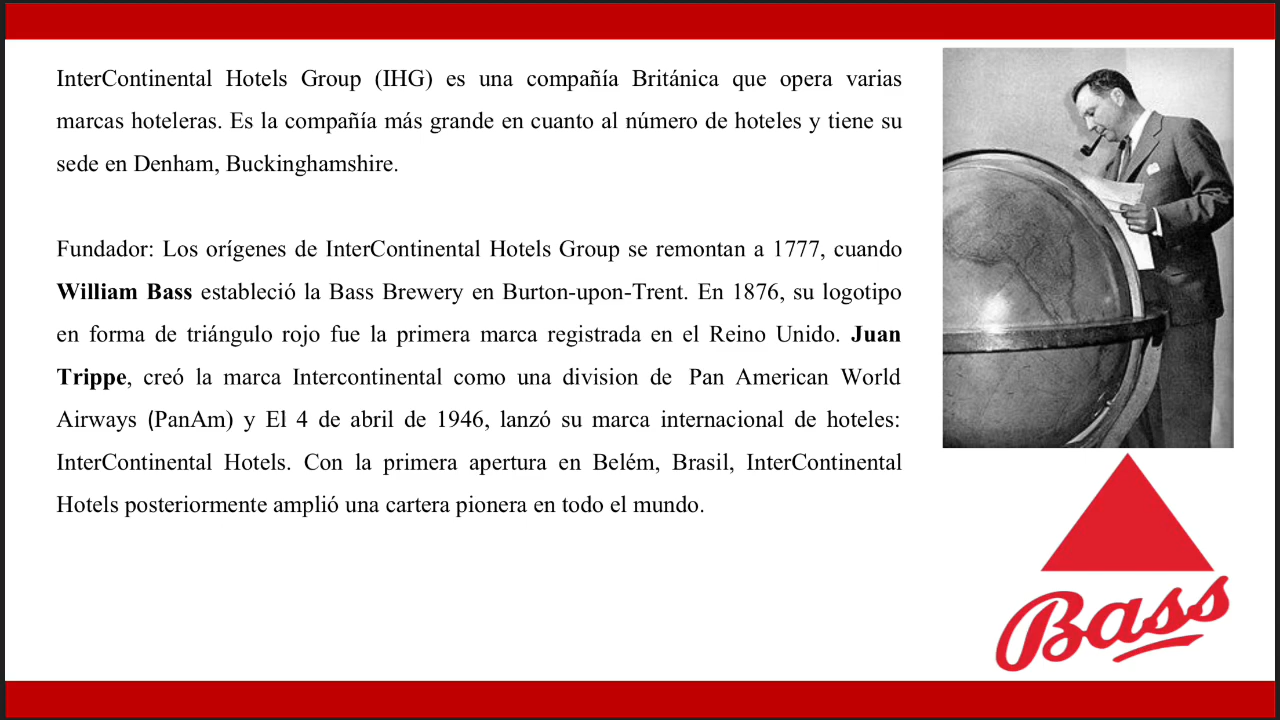 InterContinental Hotels Group (IHG) es una compañía Británica que opera varias
marcas hoteleras. Es la compañía más grande en cuanto al número de hoteles y tiene su
sede en Denham, Buckinghamshire.
Fundador: Los orígenes de InterContinental Hotels Group se remontan a 1777, cuando
William Bass estableció la Bass Brewery en Burton-upon-Trent. En 1876, su logotipo
en forma de triángulo rojo fue la primera marca registrada en el Reino Unido. Juan
Trippe, creó la marca Intercontinental como una division de Pan American World
Airways (PanAm) y El 4 de abril de 1946, lanzó su marca internacional de hoteles:
InterContinental Hotels. Con la primera apertura en Belém, Brasil, InterContinental
Hotels posteriormente amplió una cartera pionera en todo el mundo.
Bass